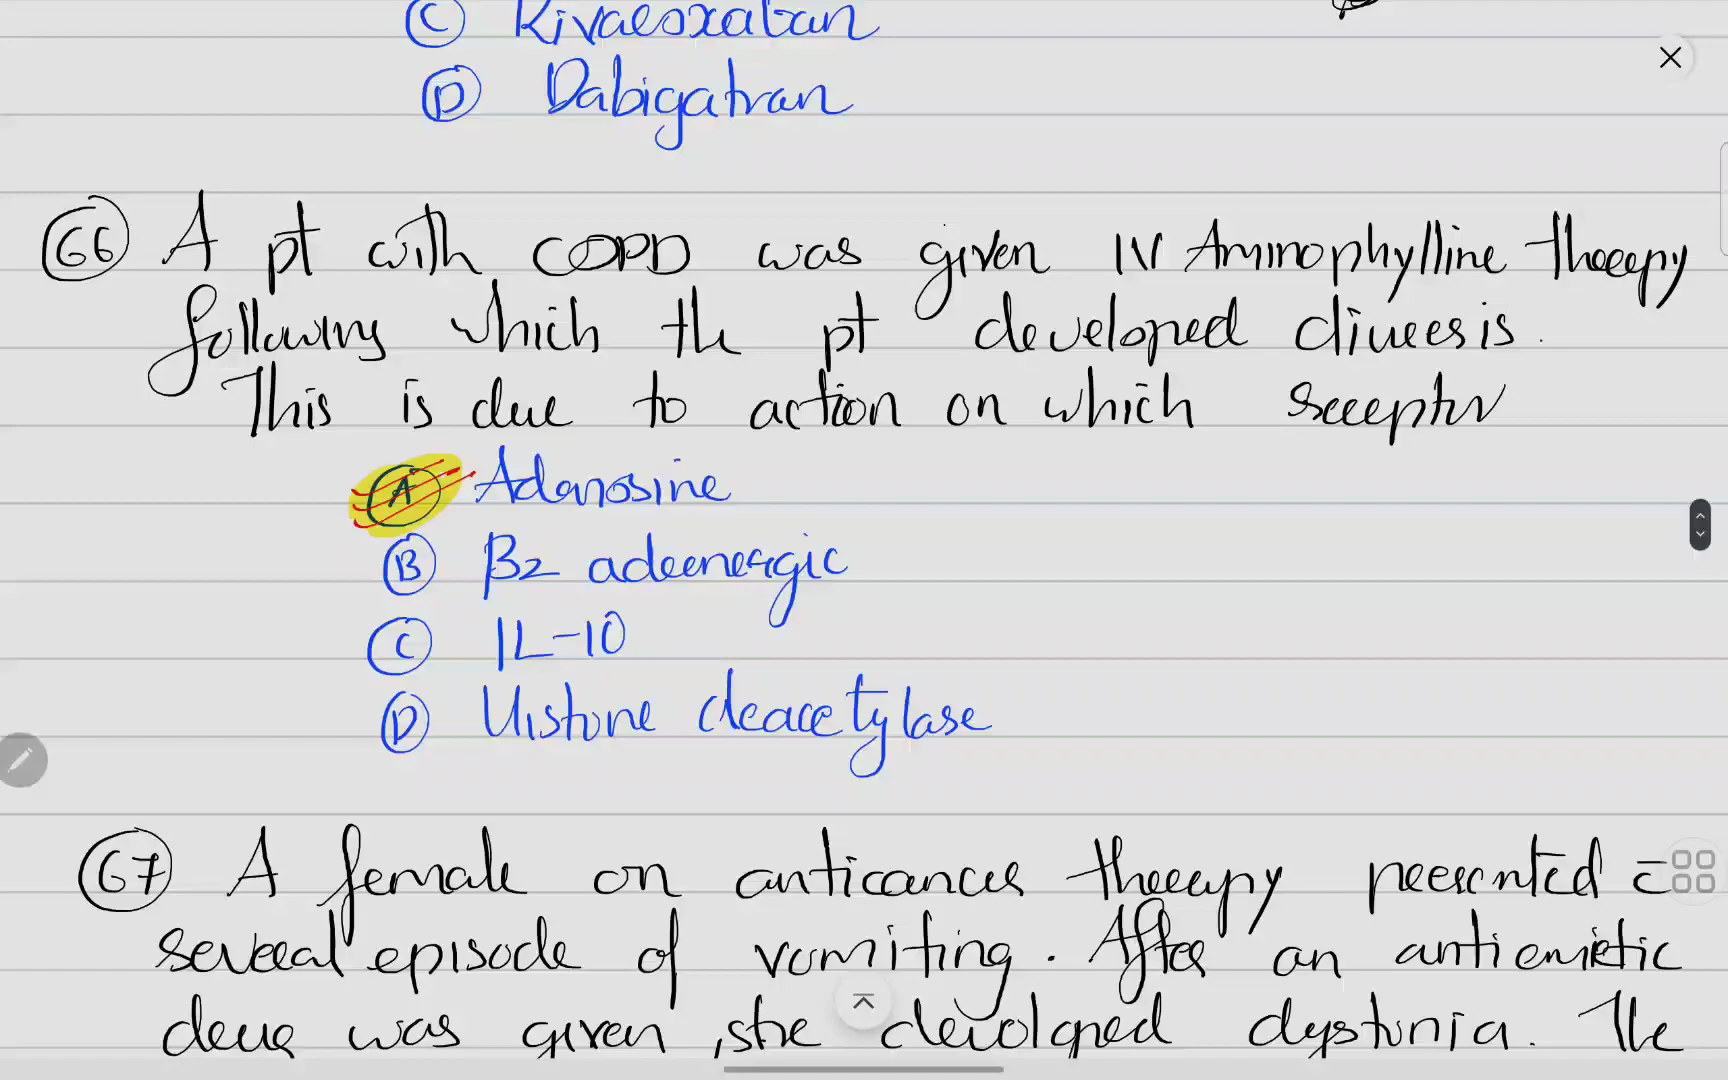 C Rivaroxaban
D Dabigatran
66 A pt with COPD was given IV Aminophylline therapy
following which the pt developed diuresis.
This is due to action on which receptor
A Adenosine
B β2 adrenergic
C IL-10
D Histone deacetylase
67 A female on anticancer therapy presented c̄
several episode of vomiting. After an antiemetic
drug was given, she developed dystonia. The